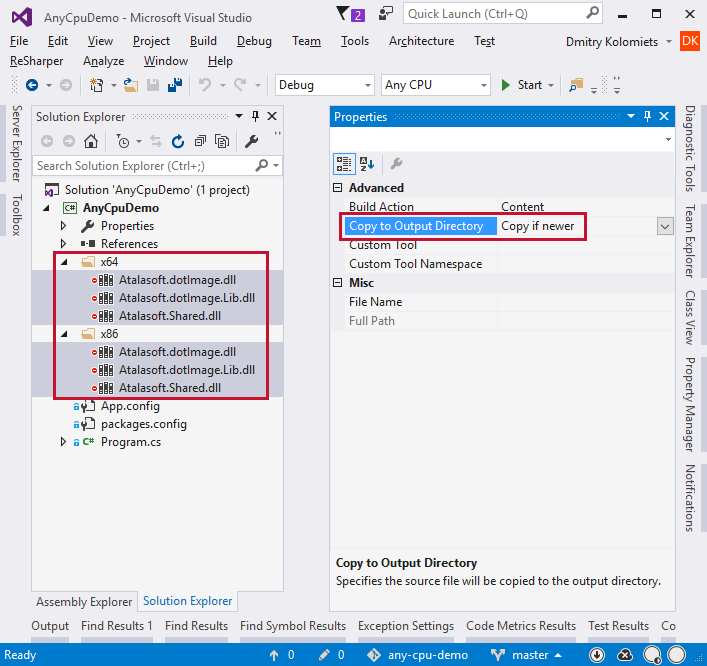 AnyCpuDemo - Microsoft Visual Studio
2
Quick Launch (Ctrl+Q)
File Edit View Project Build Debug Team Tools Architecture Test
Dmitry Kolomiets DK
ReSharper Analyze Window Help
Debug Any CPU Start
Server Explorer
Toolbox
Solution Explorer
Search Solution Explorer (Ctrl+;)
Solution 'AnyCpuDemo' (1 project)
C# AnyCpuDemo
Properties
References
x64
Atalasoft.dotImage.dll
Atalasoft.dotImage.Lib.dll
Atalasoft.Shared.dll
x86
Atalasoft.dotImage.dll
Atalasoft.dotImage.Lib.dll
Atalasoft.Shared.dll
App.config
packages.config
C# Program.cs
Assembly Explorer Solution Explorer
Properties
Advanced
Build Action Content
Copy to Output Directory Copy if newer
Custom Tool
Custom Tool Namespace
Misc
File Name
Full Path
Copy to Output Directory
Specifies the source file will be copied to the output directory.
Diagnostic Tools
Team Explorer
Class View
Property Manager
Notifications
Output Find Results 1 Find Results Find Symbol Results Exception Settings Code Metrics Results Test Results Co
Ready 0 0 any-cpu-demo master